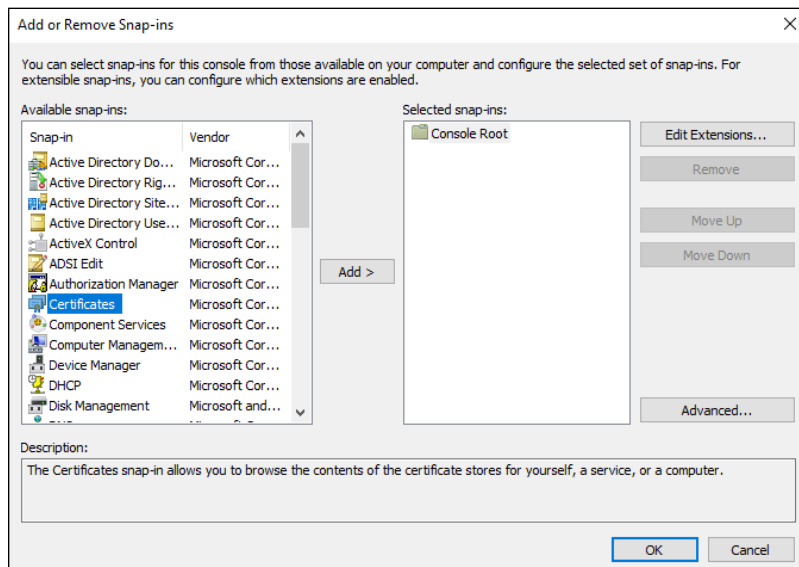 Add or Remove Snap-ins
You can select snap-ins for this console from those available on your computer and configure the selected set of snap-ins. For
extensible snap-ins, you can configure which extensions are enabled.
Available snap-ins:
Selected snap-ins:
Snap-in Vendor
Console Root
Edit Extensions...
Active Directory Do... Microsoft Cor...
Remove
Active Directory Rig... Microsoft Cor...
Active Directory Site... Microsoft Cor...
Move Up
Active Directory Use... Microsoft Cor...
ActiveX Control Microsoft Cor...
Move Down
ADSI Edit Microsoft Cor...
Add >
Authorization Manager Microsoft Cor...
Certificates Microsoft Cor...
Component Services Microsoft Cor...
Computer Managem... Microsoft Cor...
Device Manager Microsoft Cor...
DHCP Microsoft Cor...
Disk Management Microsoft and...
Advanced...
Description:
The Certificates snap-in allows you to browse the contents of the certificate stores for yourself, a service, or a computer.
OK
Cancel